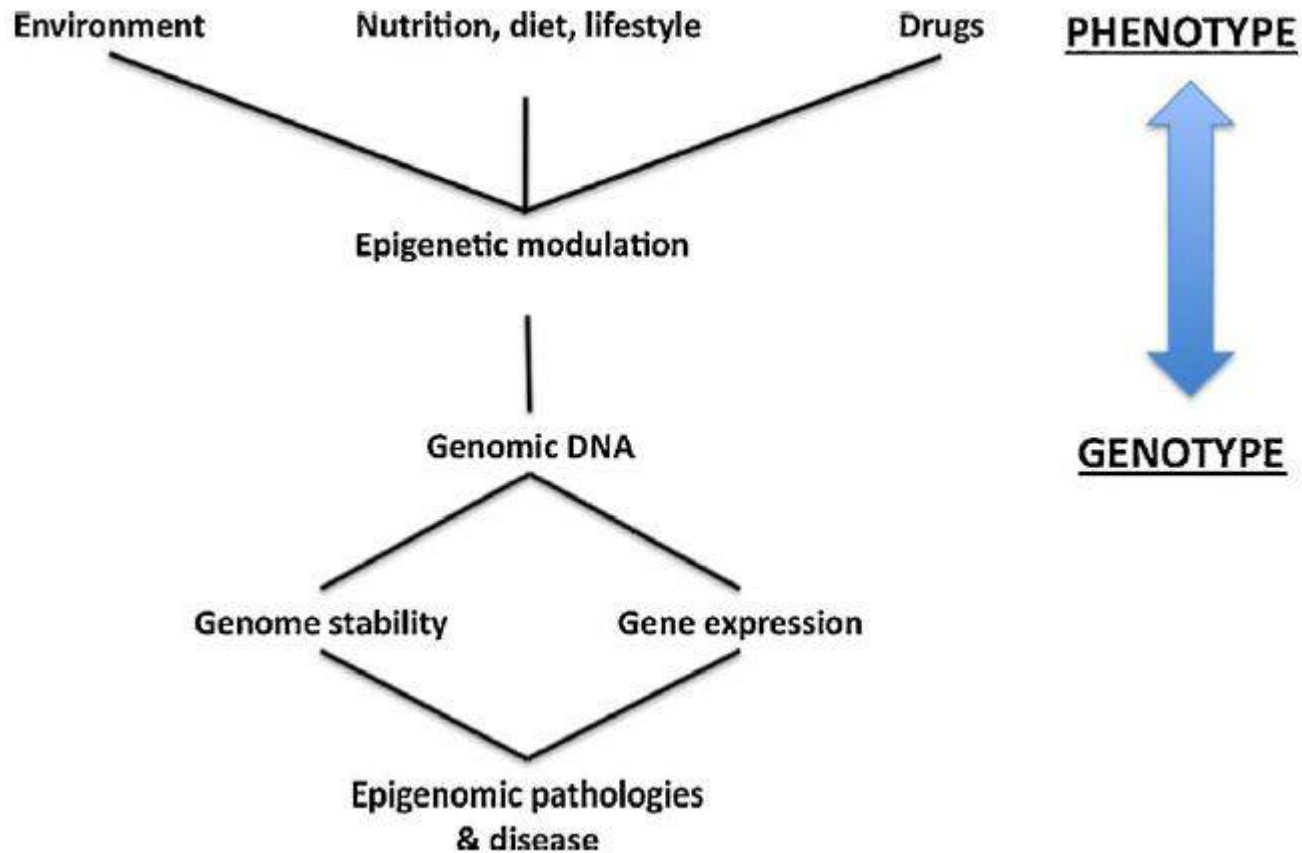 Environment
Nutrition, diet, lifestyle
Drugs
PHENOTYPE
Epigenetic modulation
Genomic DNA
GENOTYPE
Genome stability
Gene expression
Epigenomic pathologies
& disease